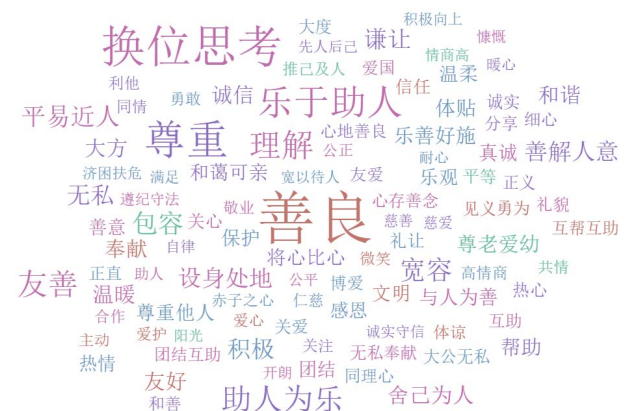 大度
积极向上
慷慨
换位思考
先人后己
谦让
情商高
暖心
推己及人
爱国
温柔
利他
勇敢
诚信
信任
平易近人
同情
乐于助人
体贴
诚实
和谐
分享
细心
尊重
理解
心地善良
乐善好施
大方
公正
耐心
真诚
善解人意
济困扶危
满足
和蔼可亲
宽以待人
友爱
乐观
平等
正义
无私
遵纪守法
敬业
善良
心存善念
见义勇为
礼貌
善意
包容
关心
慈善
慈爱
互帮互助
奉献
自律
保护
礼让
尊老爱幼
将心比心
微笑
宽容
高情商
共情
友善
正直
助人
设身处地
公平
博爱
文明
与人为善
热心
温暖
赤子之心
仁慈
感恩
合作
尊重他人
爱心
关爱
诚实守信
体谅
互助
主动
爱护
阳光
积极
关注
无私奉献
大公无私
帮助
热情
团结互助
开朗
团结
同理心
友好
和善
助人为乐
舍己为人